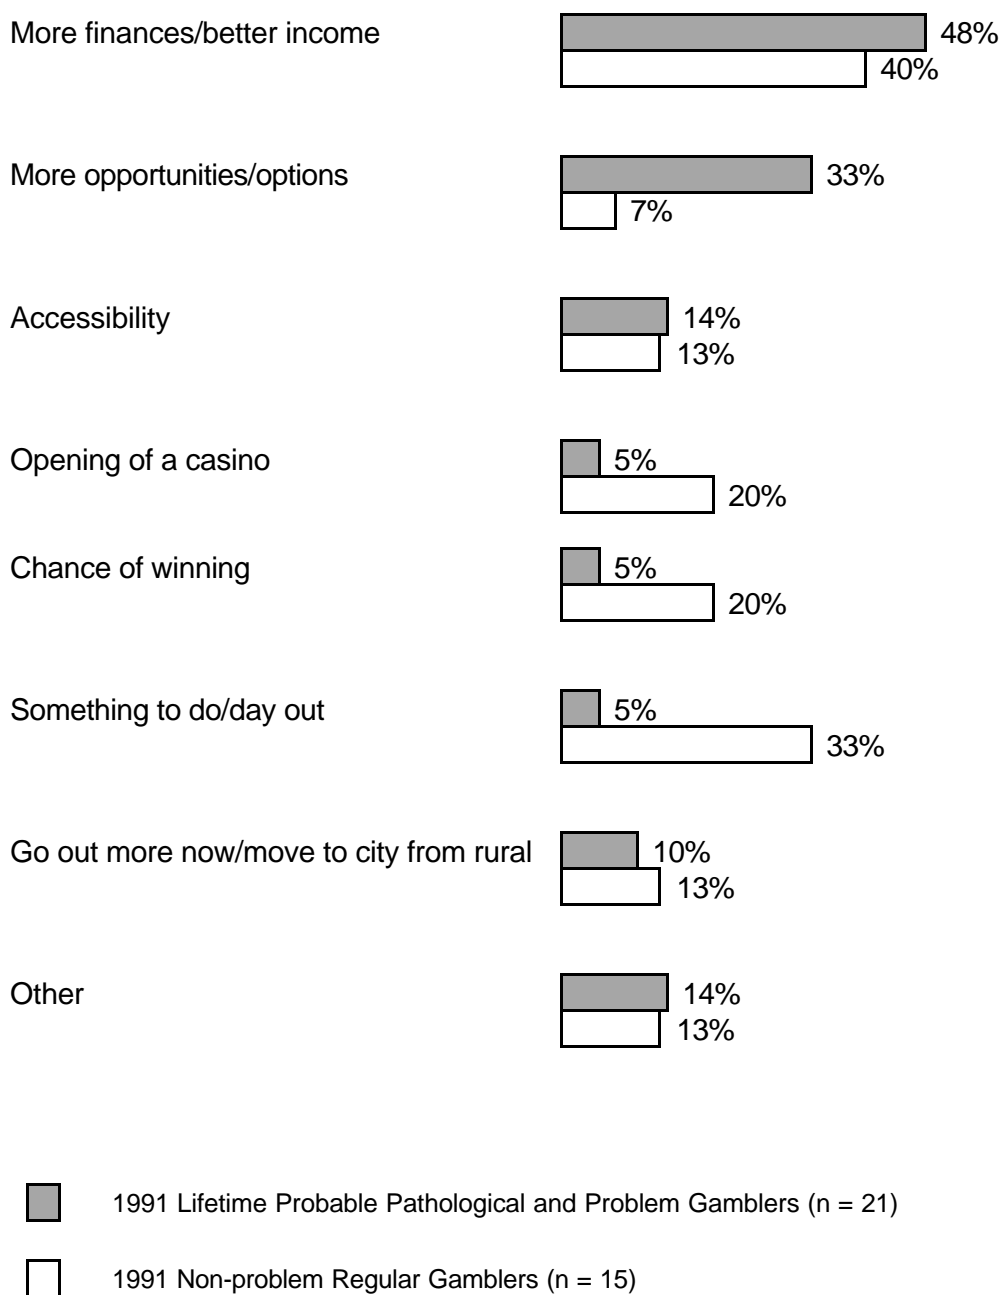 More finances/better income
48%
40%
More opportunities/options
33%
7%
Accessibility
14%
13%
Opening of a casino
5%
20%
Chance of winning
5%
20%
Something to do/day out
5%
33%
Go out more now/move to city from rural
10%
13%
Other
14%
13%
1991 Lifetime Probable Pathological and Problem Gamblers (n = 21)
1991 Non-problem Regular Gamblers (n = 15)